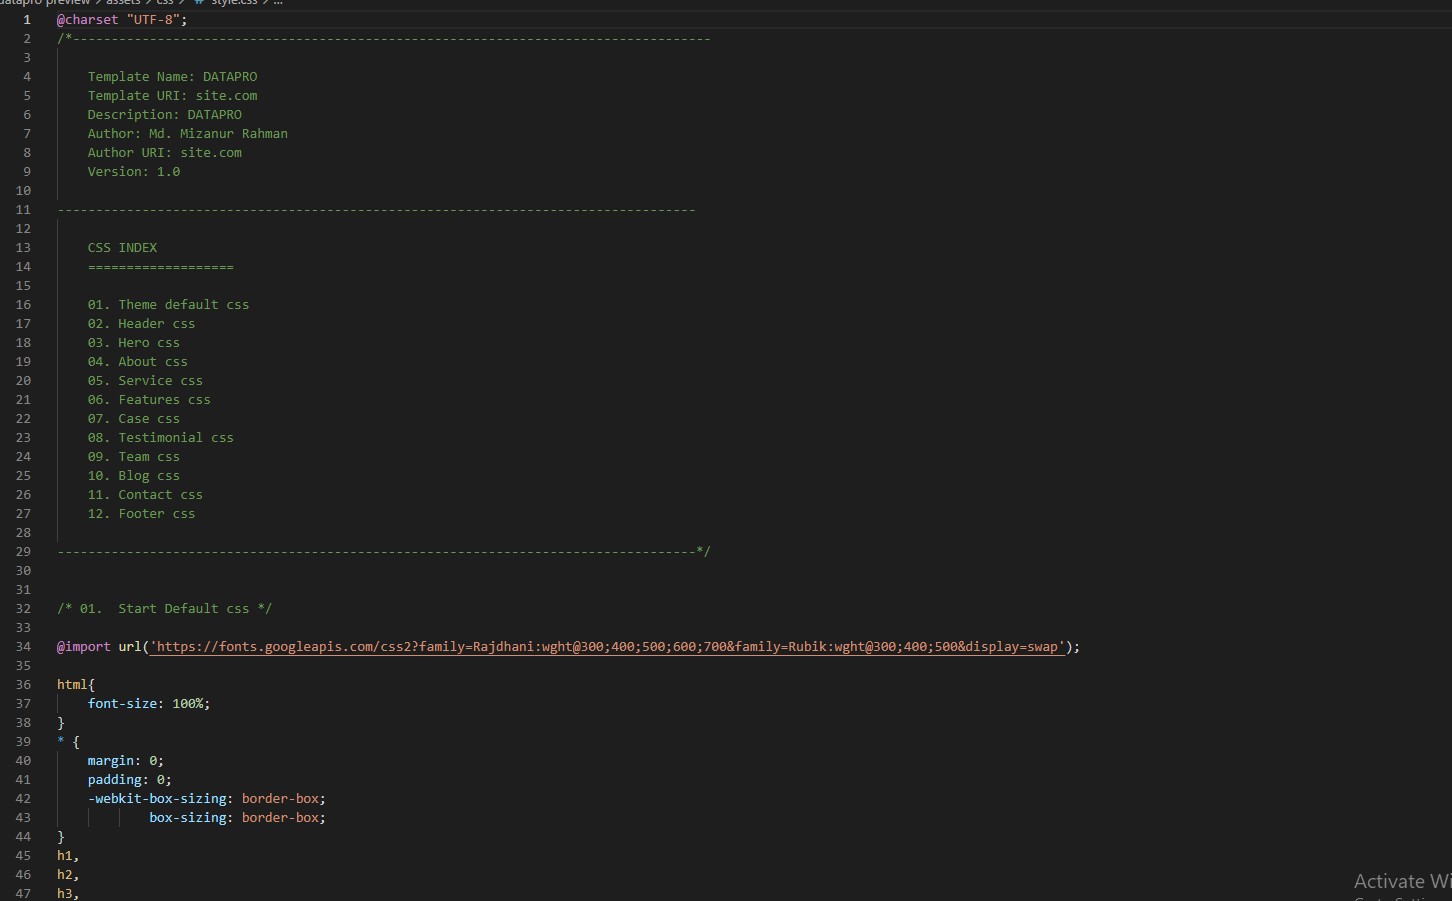 datapro preview > assets > css > # style.css > ...
1 @charset "UTF-8";
2 /*-----------------------------------------------------------------------------------
3
4 Template Name: DATAPRO
5 Template URI: site.com
6 Description: DATAPRO
7 Author: Md. Mizanur Rahman
8 Author URI: site.com
9 Version: 1.0
10
11 -----------------------------------------------------------------------------------
12
13 CSS INDEX
14 ===================
15
16 01. Theme default css
17 02. Header css
18 03. Hero css
19 04. About css
20 05. Service css
21 06. Features css
22 07. Case css
23 08. Testimonial css
24 09. Team css
25 10. Blog css
26 11. Contact css
27 12. Footer css
28
29 -----------------------------------------------------------------------------------*/
30
31
32 /* 01.  Start Default css */
33
34 @import url('https://fonts.googleapis.com/css2?family=Rajdhani:wght@300;400;500;600;700&family=Rubik:wght@300;400;500&display=swap');
35
36 html{
37 font-size: 100%;
38 }
39 * {
40 margin: 0;
41 padding: 0;
42 -webkit-box-sizing: border-box;
43 box-sizing: border-box;
44 }
45 h1,
46 h2,
47 h3,
Activate Wi